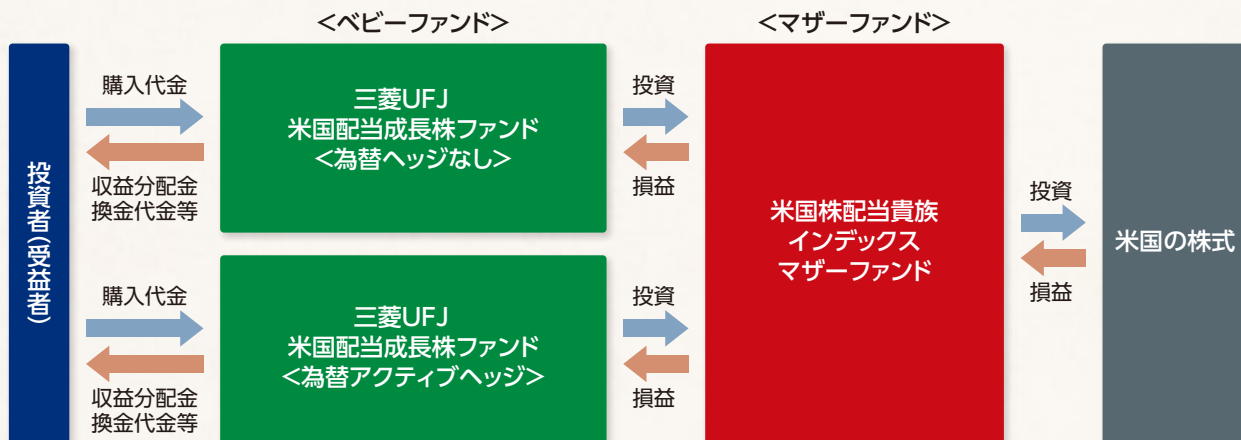 <ベビーファンド>
<マザーファンド>
投資者(受益者)
購入代金
収益分配金
換金代金等
三菱UFJ
米国配当成長株ファンド
<為替ヘッジなし>
投資
損益
購入代金
収益分配金
換金代金等
三菱UFJ
米国配当成長株ファンド
<為替アクティブヘッジ>
投資
損益
米国株配当貴族
インデックス
マザーファンド
投資
損益
米国の株式